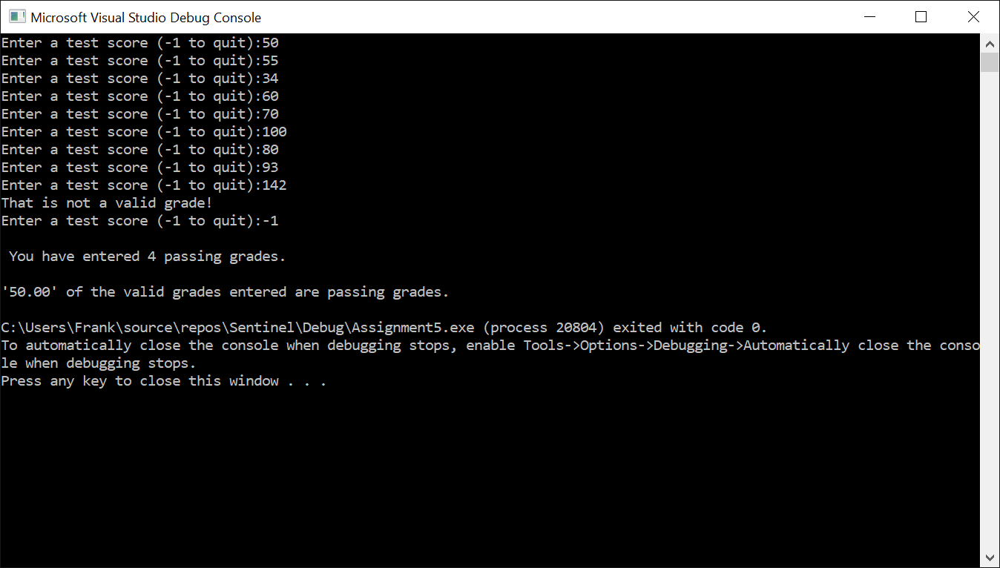 Microsoft Visual Studio Debug Console
Enter a test score (-1 to quit):50
Enter a test score (-1 to quit):55
Enter a test score (-1 to quit):34
Enter a test score (-1 to quit):60
Enter a test score (-1 to quit):70
Enter a test score (-1 to quit):100
Enter a test score (-1 to quit):80
Enter a test score (-1 to quit):93
Enter a test score (-1 to quit):142
That is not a valid grade!
Enter a test score (-1 to quit):-1
You have entered 4 passing grades.
'50.00' of the valid grades entered are passing grades.
C:\Users\Frank\source\repos\Sentinel\Debug\Assignment5.exe (process 20804) exited with code 0.
To automatically close the console when debugging stops, enable Tools->Options->Debugging->Automatically close the conso
le when debugging stops.
Press any key to close this window . . .